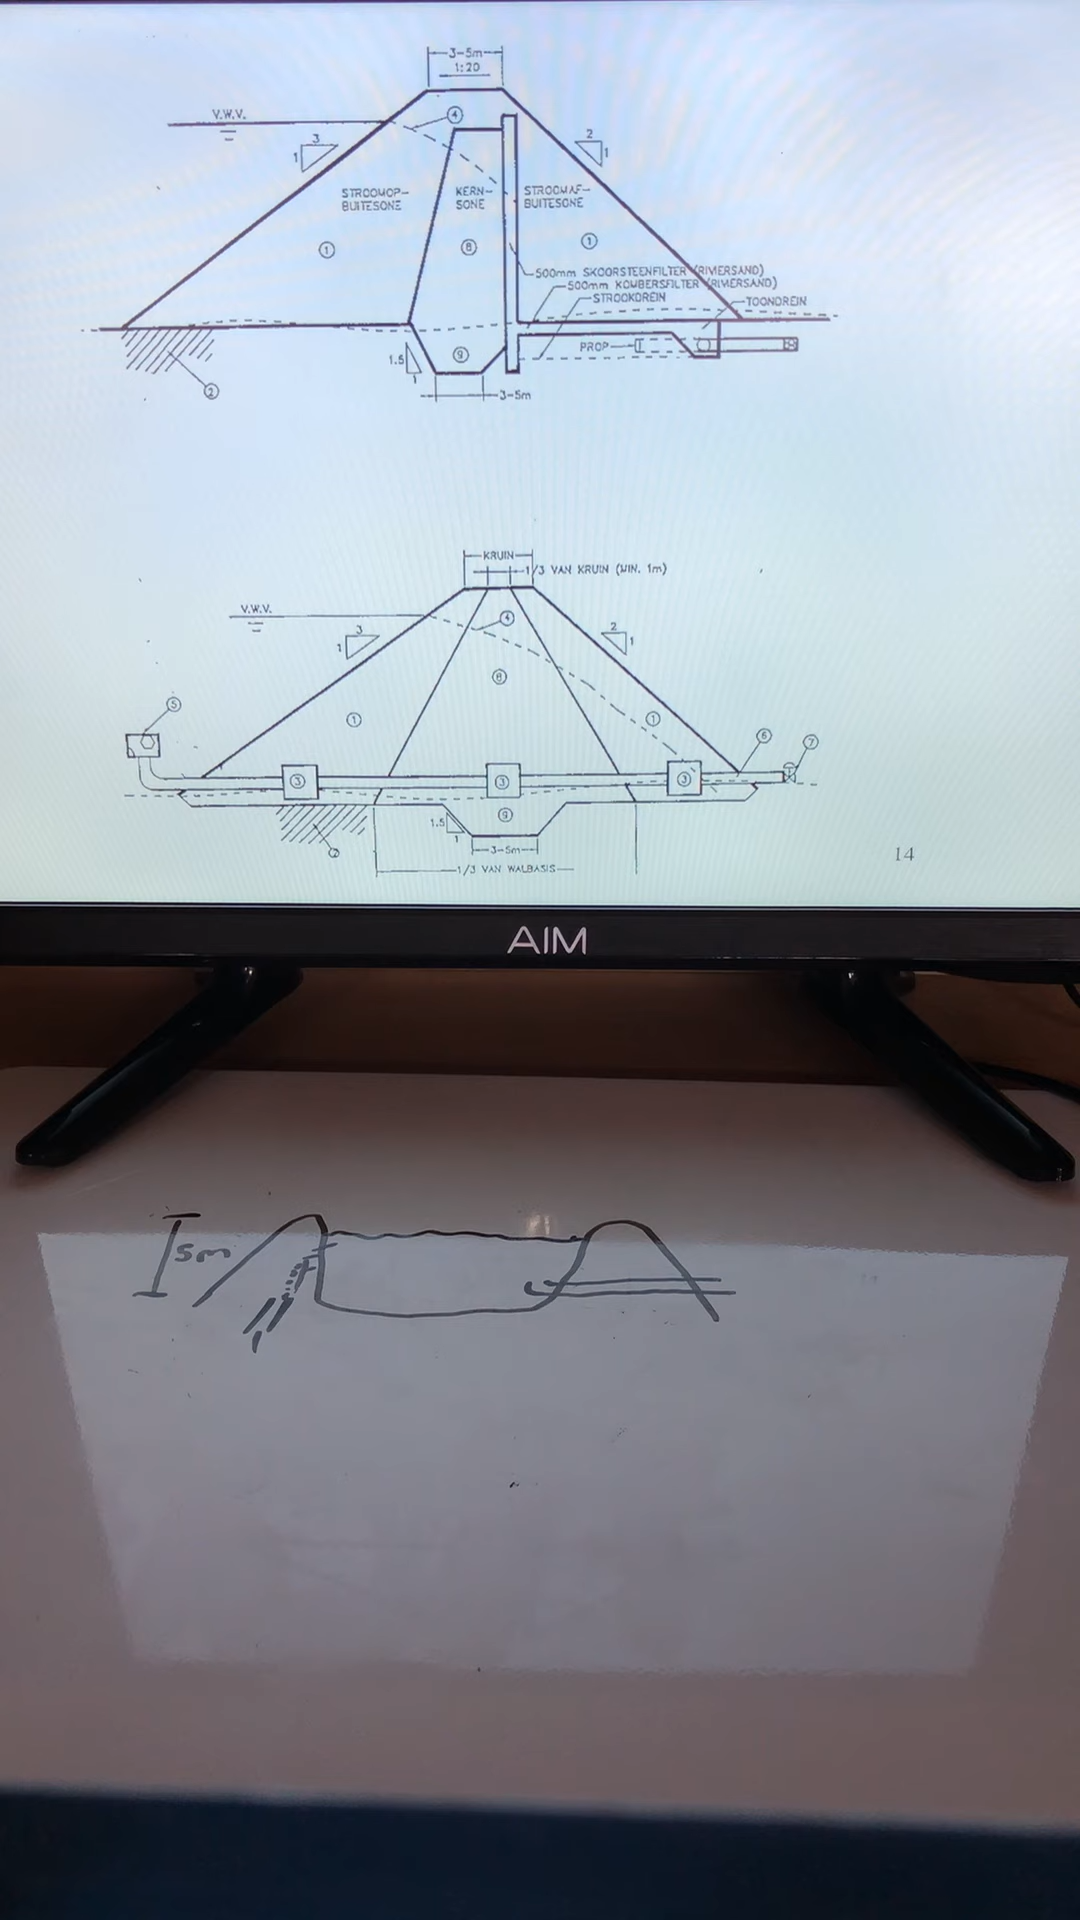 3-5m
1:20
V.W.V.
4
3
1
2
1
STROOMOP-
BUITESONE
KERN-
SONE
STROOMAF-
BUITESONE
1
8
1
500mm SKOORSTEENFILTER (RIVIERSAND)
500mm KOMBERSFILTER (RIVIERSAND)
STROOKDREIN
TOONDREIN
PROP
1.5
1
9
2
3-5m
KRUIN
1/3 VAN KRUIN (MIN. 1m)
V.W.V.
4
3
1
2
1
8
5
1
1
6
7
3
3
3
1.5
1
9
2
3-5m
1/3 VAN WALBASIS
14
AIM
5m